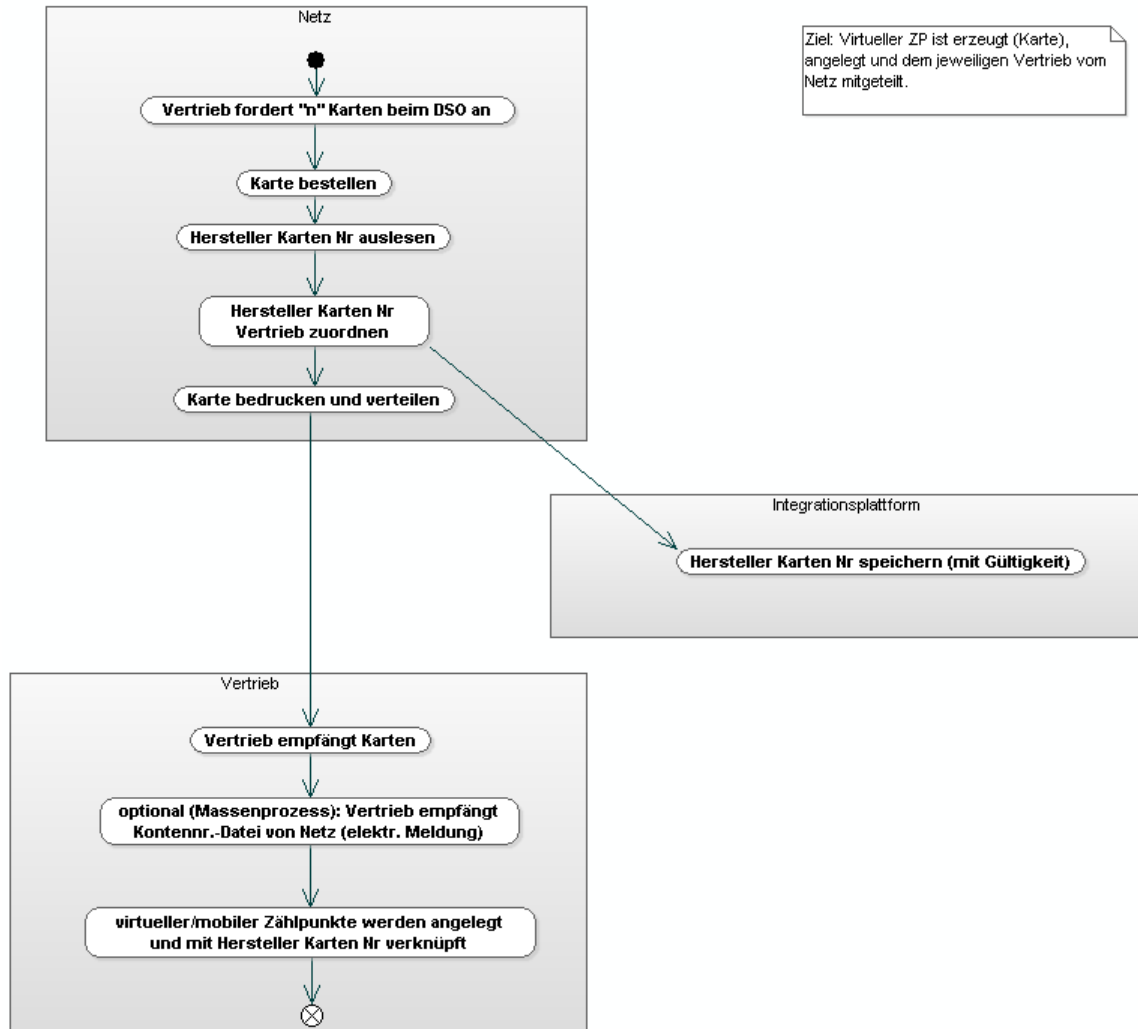 Netz
Ziel: Virtueller ZP ist erzeugt (Karte),
angelegt und dem jeweiligen Vertrieb vom
Netz mitgeteilt.
Vertrieb fordert "n" Karten beim DSO an
Karte bestellen
Hersteller Karten Nr auslesen
Hersteller Karten Nr
Vertrieb zuordnen
Karte bedrucken und verteilen
Integrationsplattform
Hersteller Karten Nr speichern (mit Gültigkeit)
Vertrieb
Vertrieb empfängt Karten
optional (Massenprozess): Vertrieb empfängt
Kontennr.-Datei von Netz (elektr. Meldung)
virtueller/mobiler Zählpunkte werden angelegt
und mit Hersteller Karten Nr verknüpft